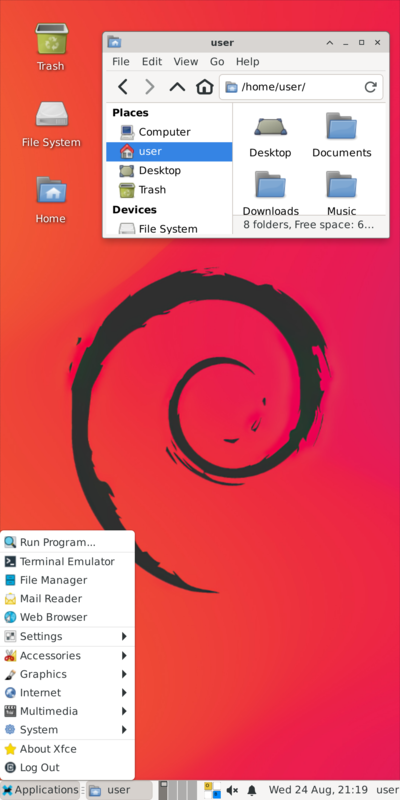 Trash
File System
Home
user
File Edit View Go Help
/home/user/
Places
Computer
user
Desktop
Trash
Devices
File System
Desktop
Documents
Downloads
Music
8 folders, Free space: 6...
Run Program...
Terminal Emulator
File Manager
Mail Reader
Web Browser
Settings
Accessories
Graphics
Internet
Multimedia
System
About Xfce
Log Out
Applications
user
Wed 24 Aug, 21:19 user